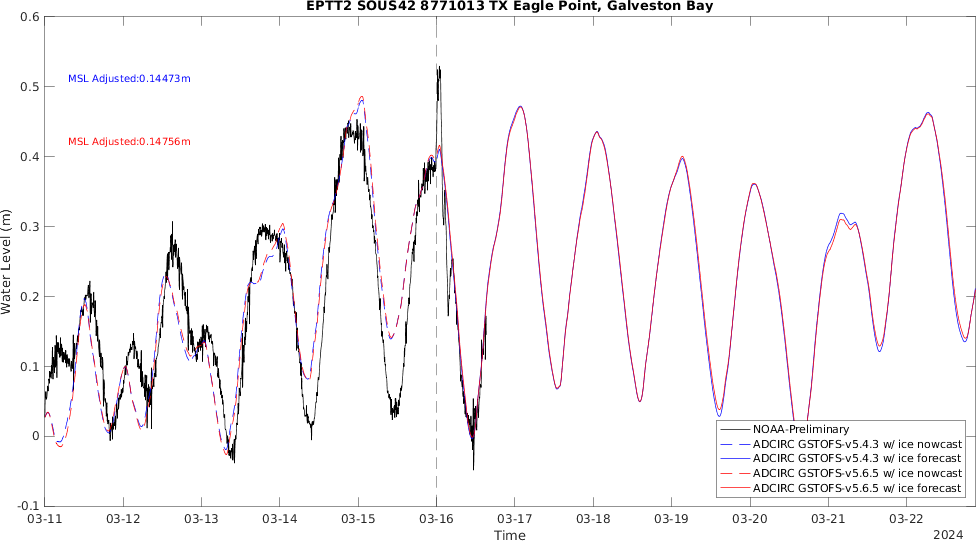 EPTT2 SOUS42 8771013 TX Eagle Point, Galveston Bay
0.6
0.5
0.4
0.3
0.2
0.1
0
-0.1
Water Level (m)
MSL Adjusted:0.14473m
MSL Adjusted:0.14756m
NOAA-Preliminary
ADCIRC GSTOFS-v5.4.3 w/ ice nowcast
ADCIRC GSTOFS-v5.4.3 w/ ice forecast
ADCIRC GSTOFS-v5.6.5 w/ ice nowcast
ADCIRC GSTOFS-v5.6.5 w/ ice forecast
03-11 03-12 03-13 03-14 03-15 03-16 03-17 03-18 03-19 03-20 03-21 03-22
Time
2024